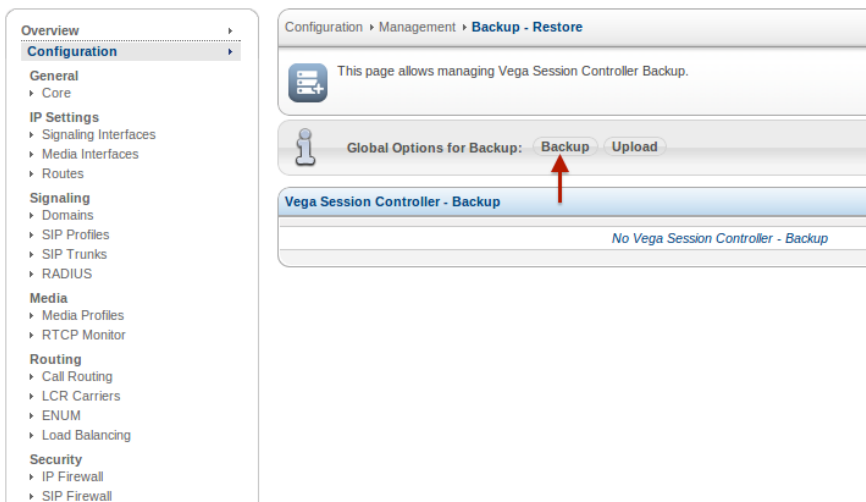 Overview
Configuration
General
Core
IP Settings
Signaling Interfaces
Media Interfaces
Routes
Signaling
Domains
SIP Profiles
SIP Trunks
RADIUS
Media
Media Profiles
RTCP Monitor
Routing
Call Routing
LCR Carriers
ENUM
Load Balancing
Security
IP Firewall
SIP Firewall
Configuration Management Backup - Restore
This page allows managing Vega Session Controller Backup.
Global Options for Backup: Backup Upload
Vega Session Controller - Backup
No Vega Session Controller - Backup